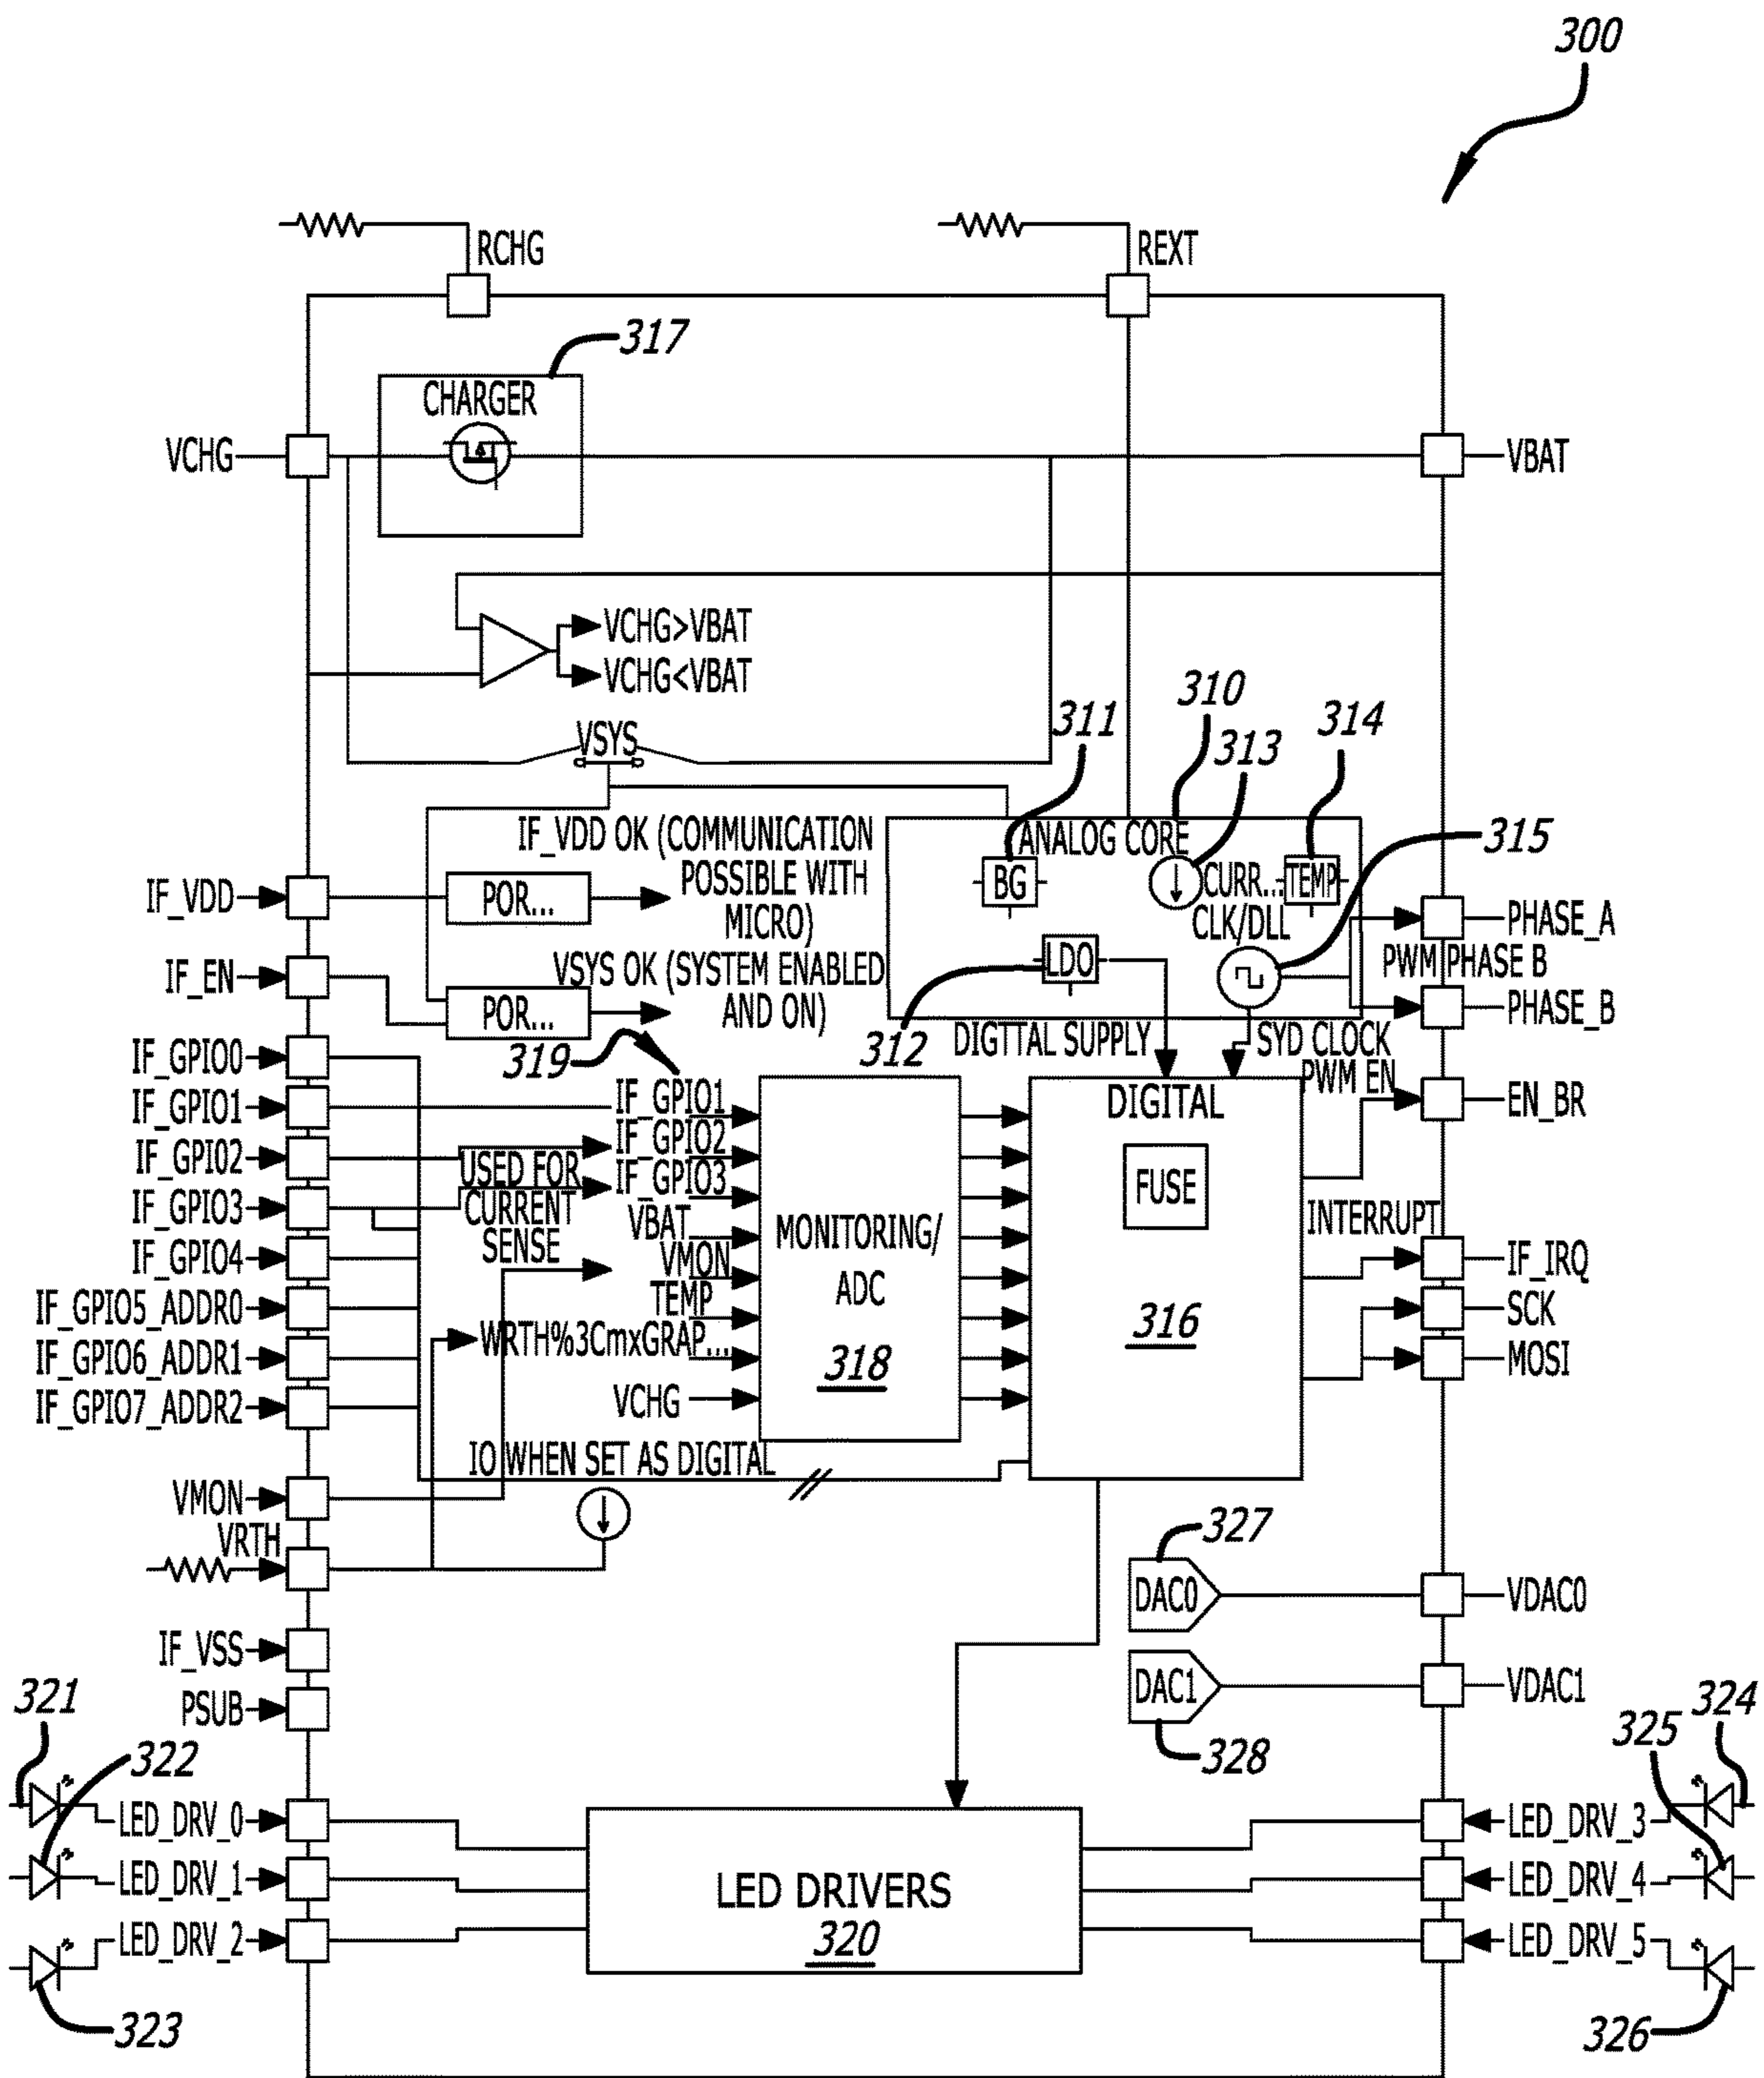 300
RCHG
REXT
317
CHARGER
VCHG
VBAT
VCHG>VBAT
VCHG<VBAT
VSYS
310
311
313
314
315
IF_VDD OK (COMMUNICATION
POSSIBLE WITH
MICRO)
ANALOG CORE
BG
CURR...
TEMP
CLK/DLL
IF_VDD
POR...
PHASE_A
PWM PHASE B
PHASE_B
IF_EN
VSYS OK (SYSTEM ENABLED
AND ON)
POR...
LDO
312
319
DIGTTAL SUPPLY
SYD CLOCK
PWM EN
EN_BR
IF_GPIO0
IF_GPIO1
IF_GPI02
IF_GPIO3
IF_GPIO4
IF_GPIO5_ADDR0
IF_GPIO6_ADDR1
IF_GPIO7_ADDR2
USED FOR
CURRENT
SENSE
IF_GPIO1
IF_GPIO2
IF_GPIO3
VBAT
VMON
TEMP
WRTH%3CmxGRAP...
VCHG
MONITORING/
ADC
318
DIGITAL
FUSE
316
INTERRUPT
IF_IRQ
SCK
MOSI
IO WHEN SET AS DIGITAL
VMON
VRTH
327
DAC0
VDAC0
IF_VSS
PSUB
DAC1
VDAC1
328
321
322
323
324
325
326
LED_DRV_0
LED_DRV_1
LED_DRV_2
LED DRIVERS
320
LED_DRV_3
LED_DRV_4
LED_DRV_5